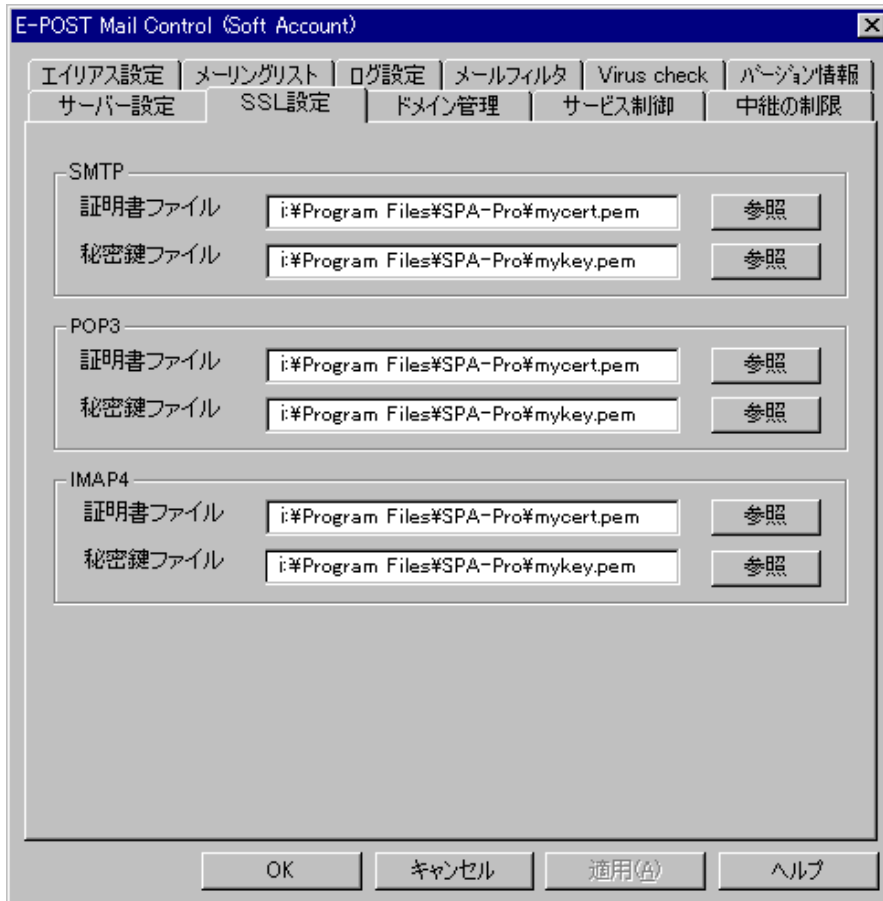 E-POST Mail Control (Soft Account)
エイリアス設定 メーリングリスト ログ設定 メールフィルタ Virus check バージョン情報
サーバー設定 SSL設定 ドメイン管理 サービス制御 中継の制限
SMTP
証明書ファイル i:¥Program Files¥SPA-Pro¥mycert.pem 参照
秘密鍵ファイル i:¥Program Files¥SPA-Pro¥mykey.pem 参照
POP3
証明書ファイル i:¥Program Files¥SPA-Pro¥mycert.pem 参照
秘密鍵ファイル i:¥Program Files¥SPA-Pro¥mykey.pem 参照
IMAP4
証明書ファイル i:¥Program Files¥SPA-Pro¥mycert.pem 参照
秘密鍵ファイル i:¥Program Files¥SPA-Pro¥mykey.pem 参照
OK キャンセル 適用(A) ヘルプ